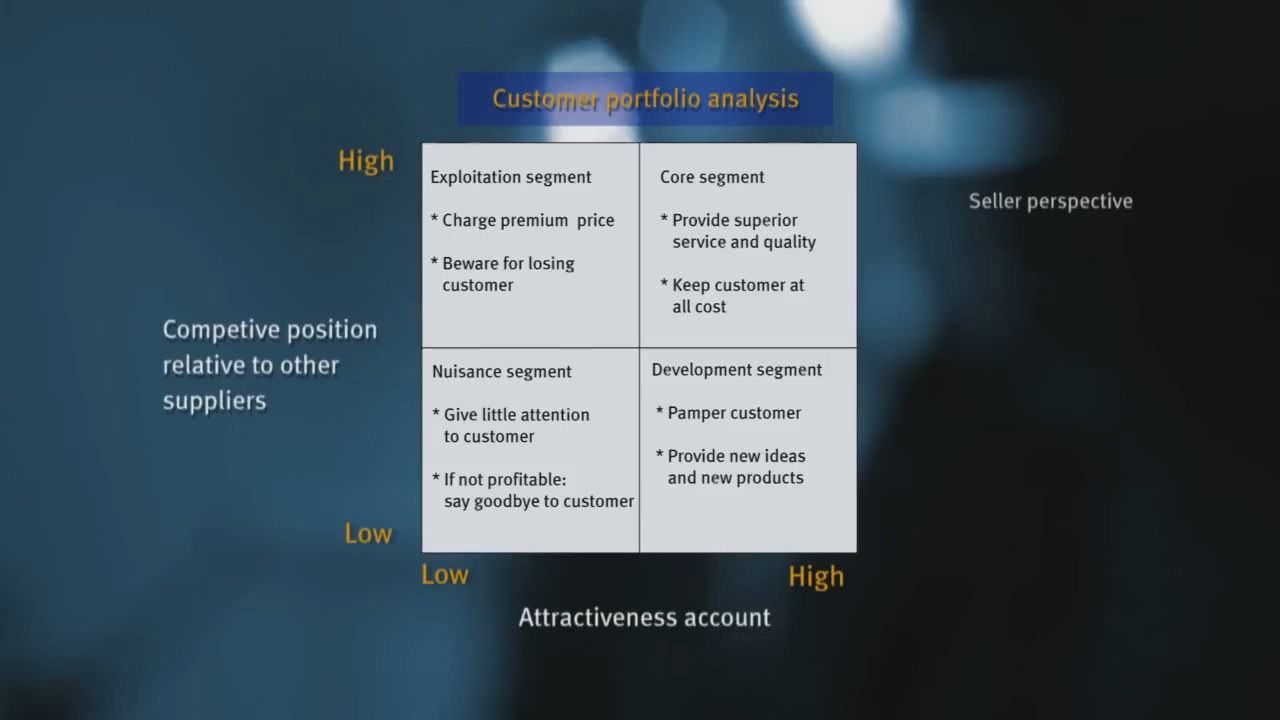 Customer portfolio analysis
High
Seller perspective
Exploitation segment
* Charge premium price
* Beware for losing
customer
Core segment
* Provide superior
service and quality
* Keep customer at
all cost
Competive position
relative to other
suppliers
Nuisance segment
* Give little attention
to customer
* If not profitable:
say goodbye to customer
Development segment
* Pamper customer
* Provide new ideas
and new products
Low
Low
High
Attractiveness account